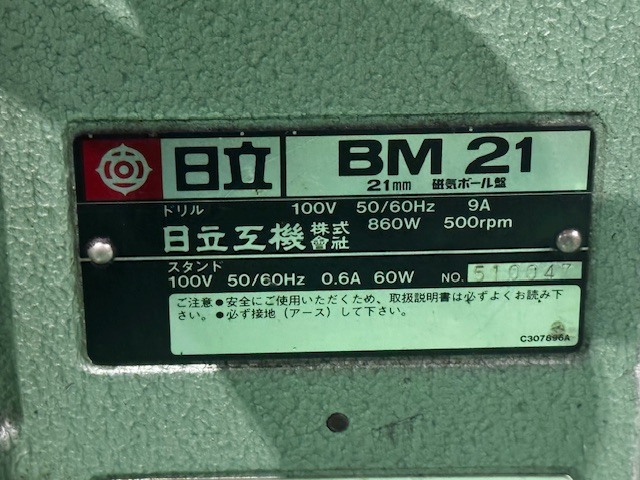 日立 BM 21
21mm 磁気ボール盤
ドリル 100V 50/60Hz 9A
日立工機株式會社 860W 500rpm
スタンド
100V 50/60Hz 0.6A 60W NO. 510047
ご注意●安全にご使用いただくため、取扱説明書は必ずよくお読み下
さい。●必ず接地（アース）して下さい。
C307896A